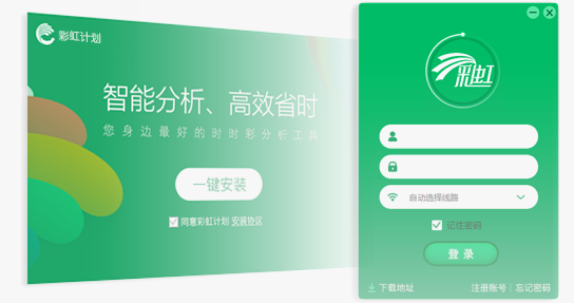 彩虹计划
智能分析、高效省时
您身边最好的时时彩分析工具
一键安装
同意彩虹计划 安装协议
彩虹
自动选择线路
记住密码
登录
下载地址
注册账号
忘记密码